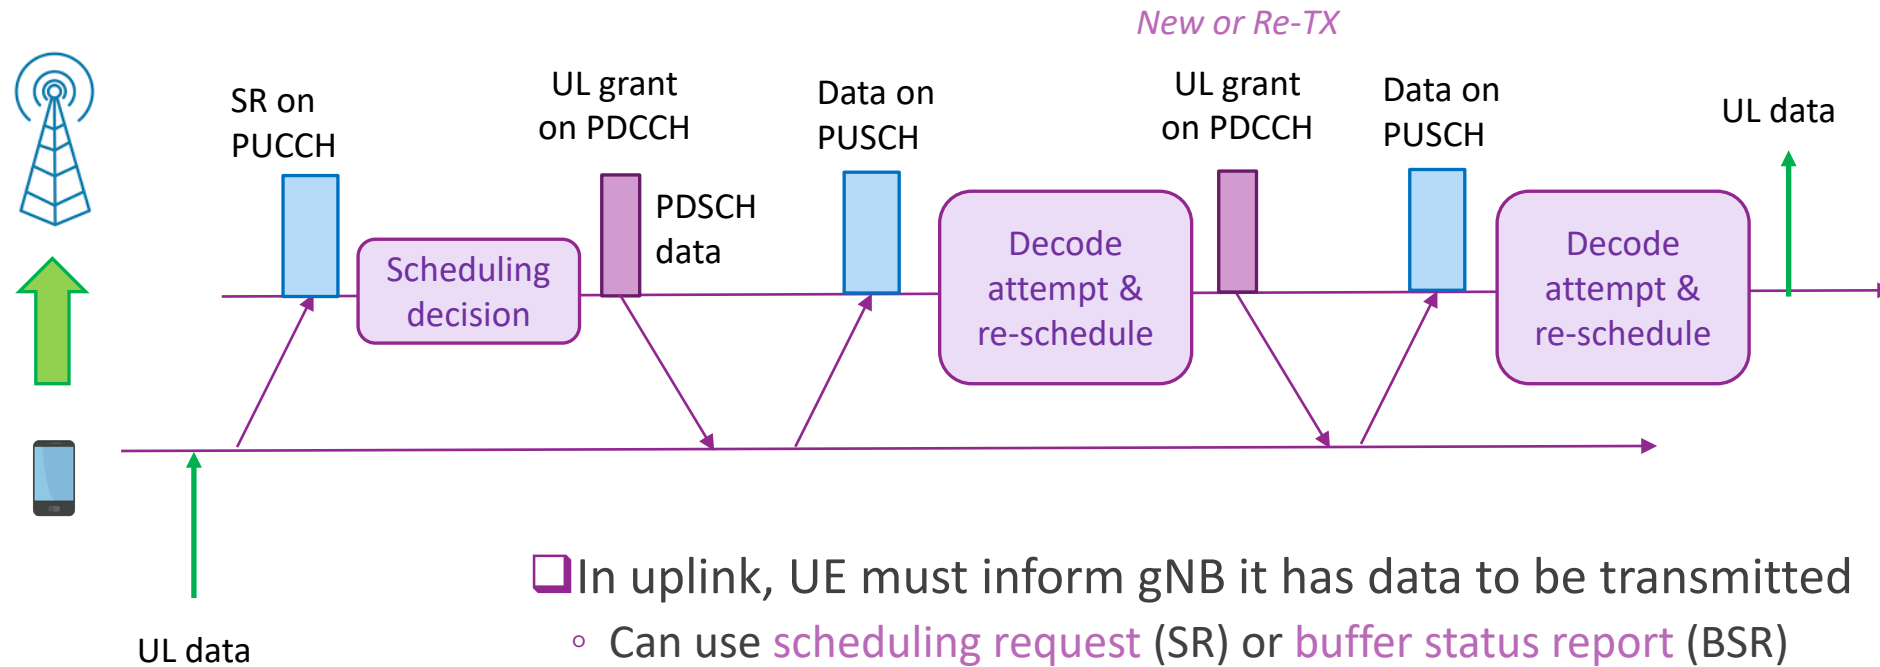 New or Re-TX
SR on
PUCCH
UL grant
on PDCCH
Data on
PUSCH
UL grant
on PDCCH
Data on
PUSCH
UL data
PDSCH
data
Scheduling
decision
Decode
attempt &
re-schedule
Decode
attempt &
re-schedule
UL data
In uplink, UE must inform gNB it has data to be transmitted
Can use scheduling request (SR) or buffer status report (BSR)